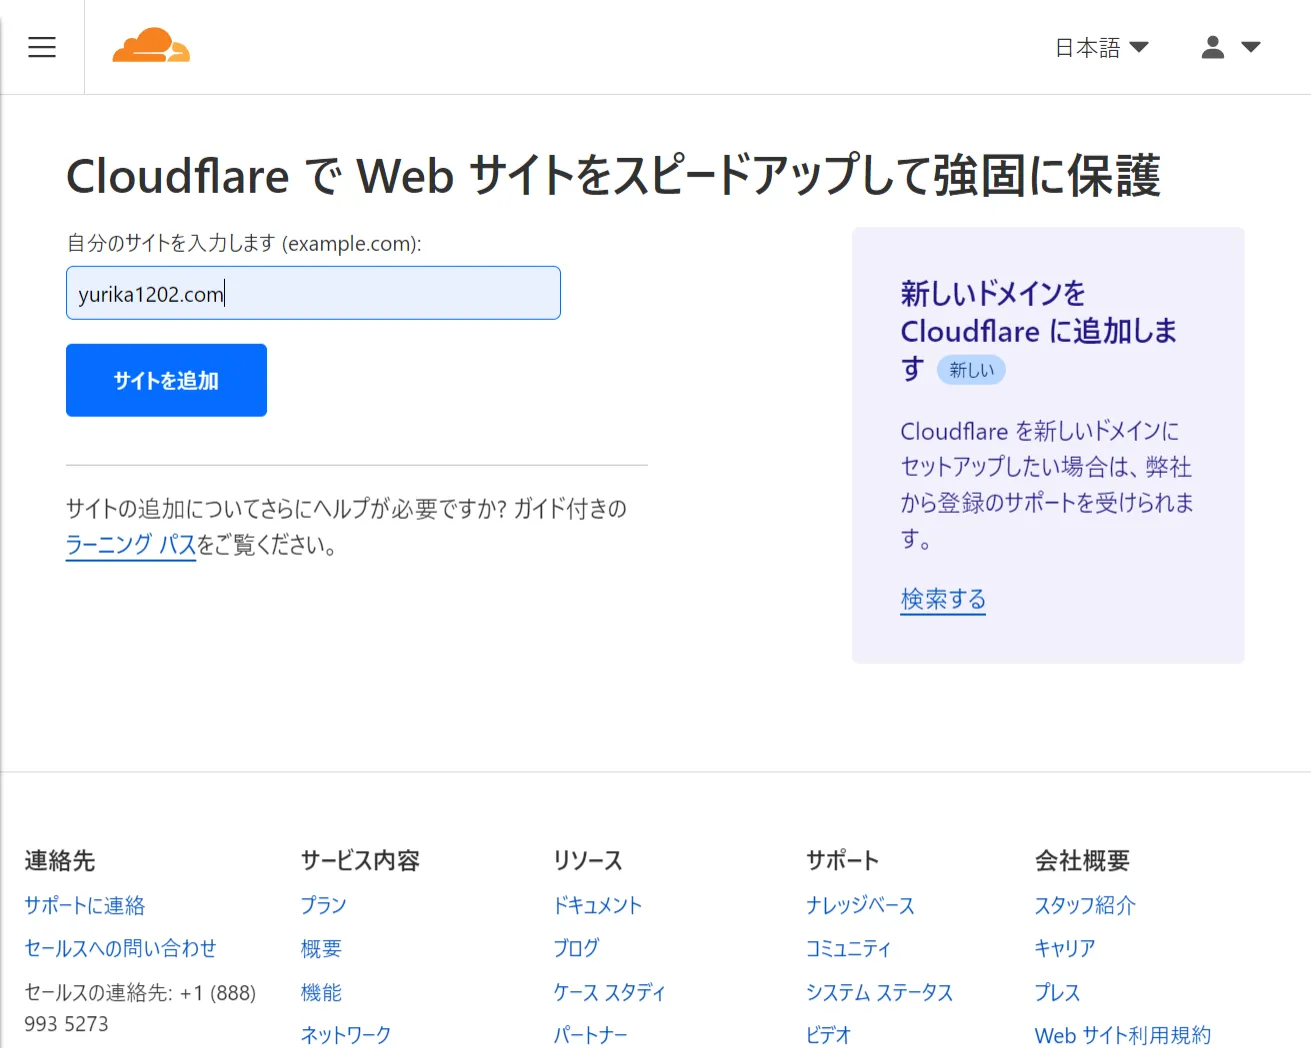 日本語
Cloudflare で Web サイトをスピードアップして強固に保護
自分のサイトを入力します (example.com):
yurika1202.com
サイトを追加
サイトの追加についてさらにヘルプが必要ですか? ガイド付きの
ラーニング パスをご覧ください。
新しいドメインを
Cloudflare に追加しま
す 新しい
Cloudflare を新しいドメインに
セットアップしたい場合は、弊社
から登録のサポートを受けられま
す。
検索する
連絡先
サポートに連絡
セールスへの問い合わせ
セールスの連絡先: +1 (888)
993 5273
サービス内容
プラン
概要
機能
ネットワーク
リソース
ドキュメント
ブログ
ケース スタディ
パートナー
サポート
ナレッジベース
コミュニティ
システム ステータス
ビデオ
会社概要
スタッフ紹介
キャリア
プレス
Web サイト利用規約